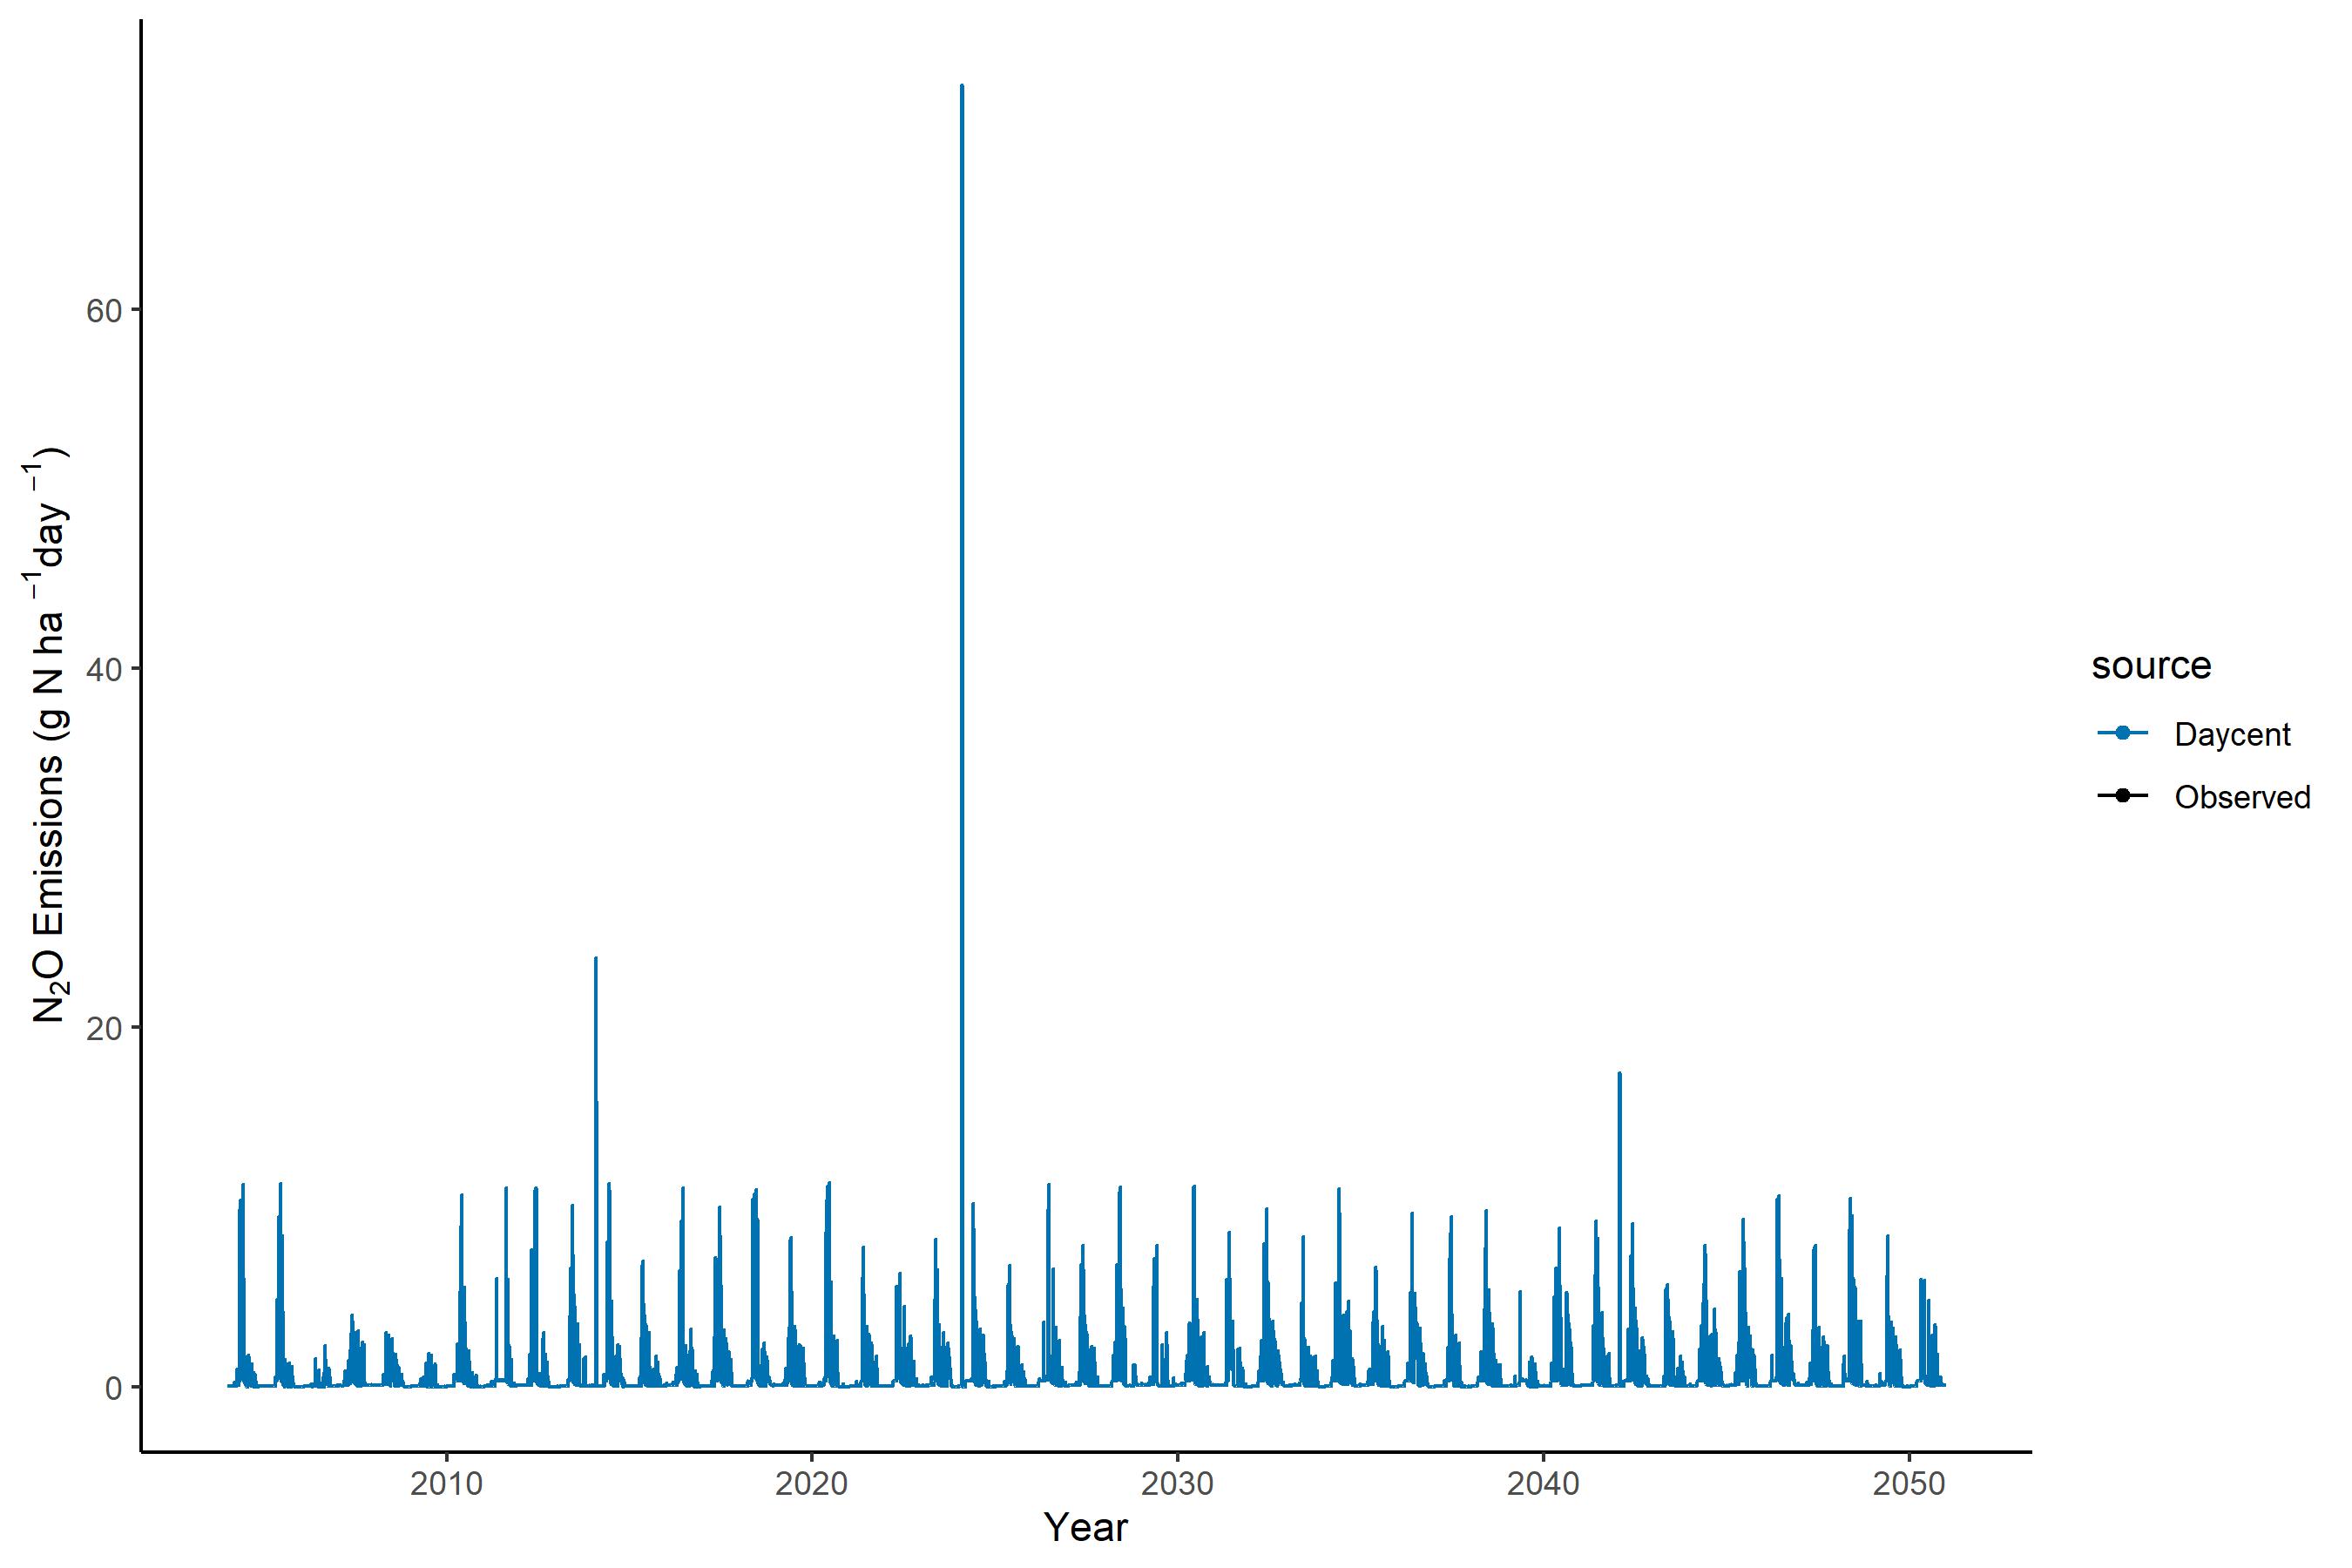 N₂O Emissions (g N ha ⁻¹day ⁻¹)
60
40
20
0
2010 2020 2030 2040 2050
Year
source
Daycent
Observed